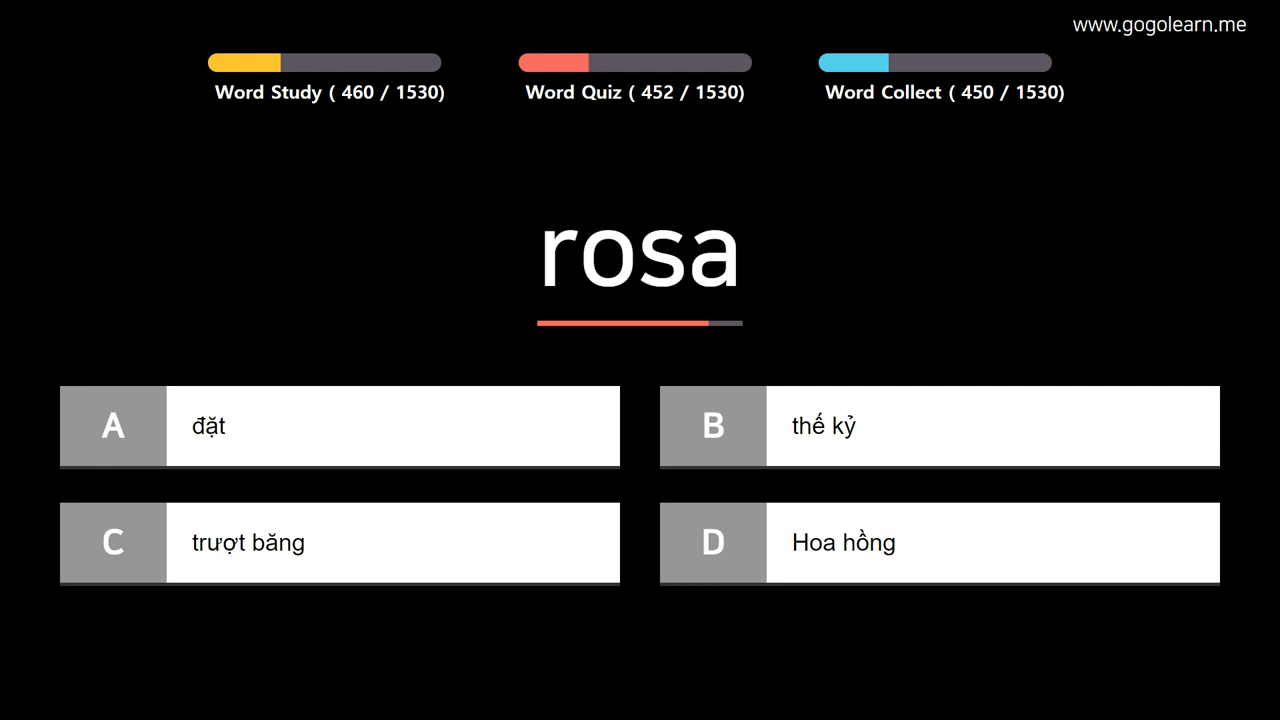 www.gogolearn.me
Word Study ( 460 / 1530)
Word Quiz ( 452 / 1530)
Word Collect ( 450 / 1530)
rosa
A đặt
B thế kỷ
C trượt băng
D Hoa hồng